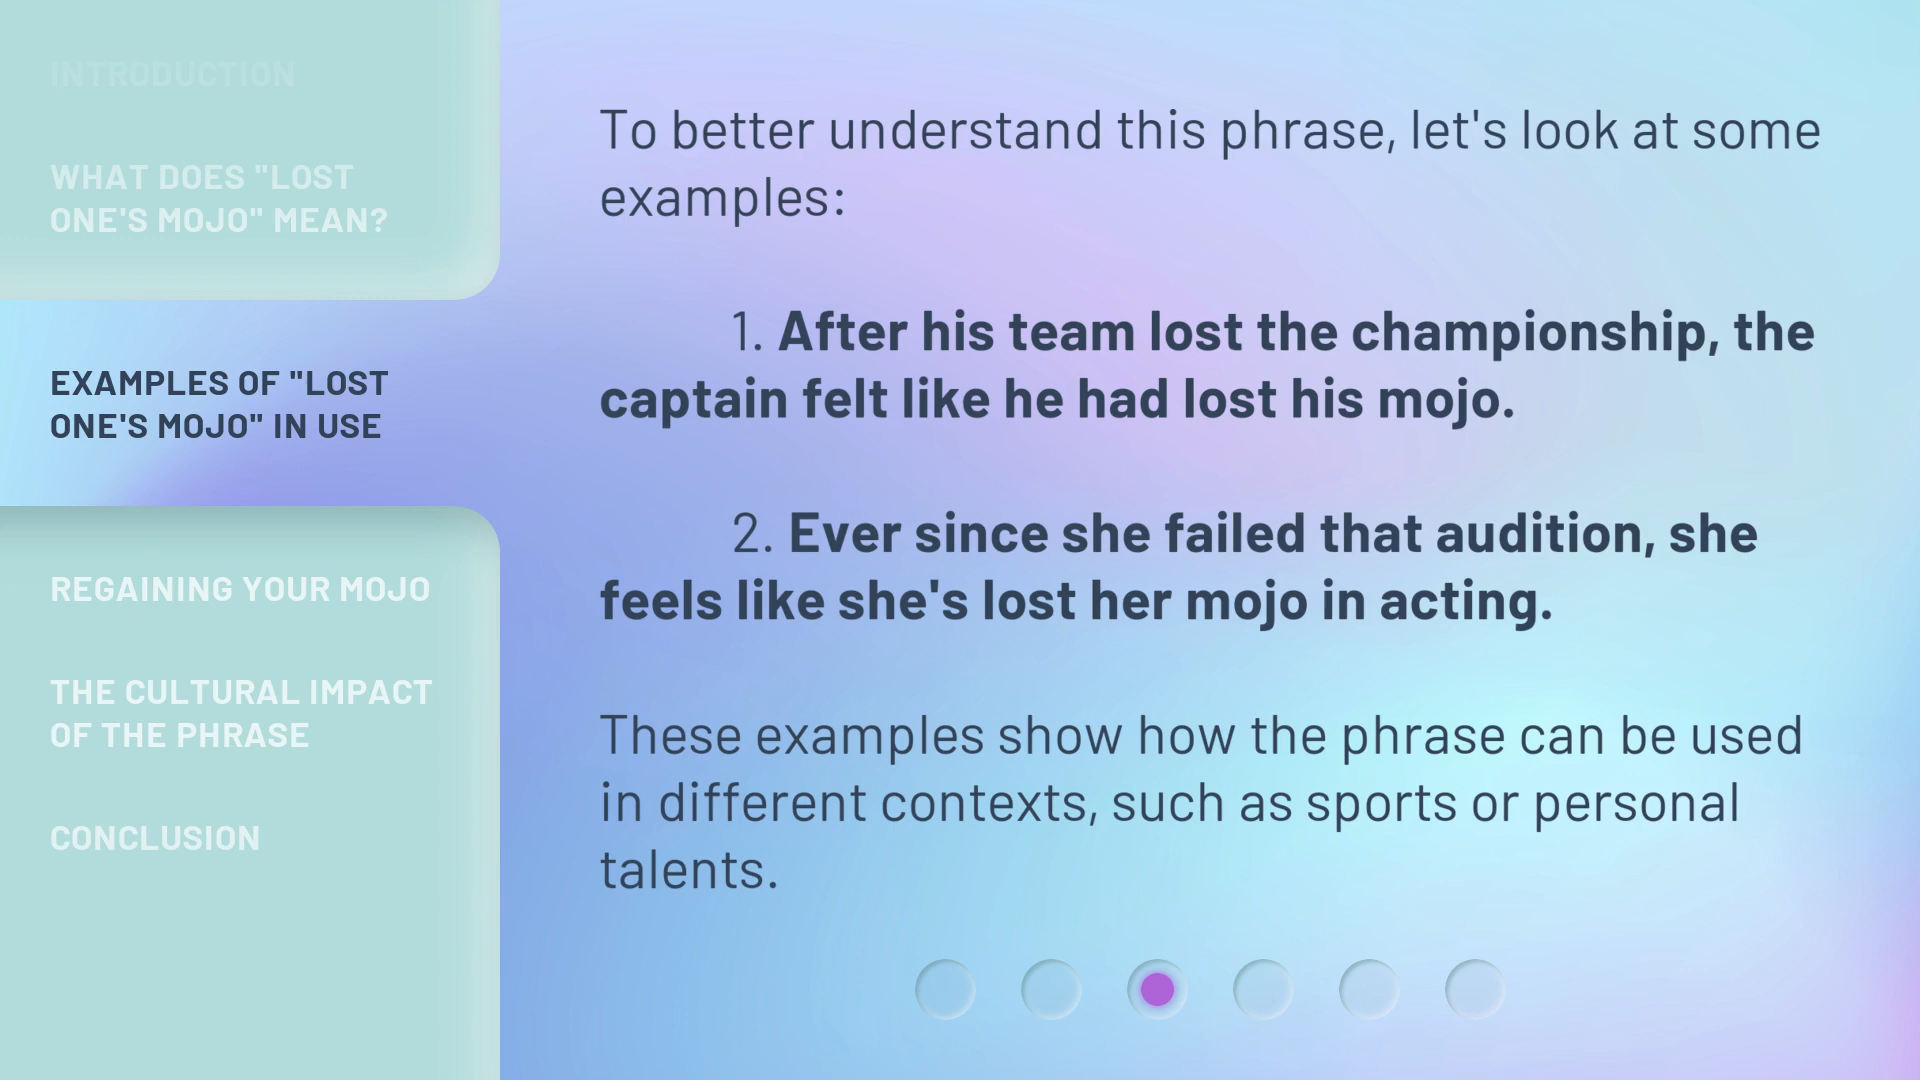 INTRODUCTION
WHAT DOES "LOST
ONE'S MOJO" MEAN?
EXAMPLES OF "LOST
ONE'S MOJO" IN USE
REGAINING YOUR MOJO
THE CULTURAL IMPACT
OF THE PHRASE
CONCLUSION
To better understand this phrase, let's look at some
examples:
1. After his team lost the championship, the
captain felt like he had lost his mojo.
2. Ever since she failed that audition, she
feels like she's lost her mojo in acting.
These examples show how the phrase can be used
in different contexts, such as sports or personal
talents.